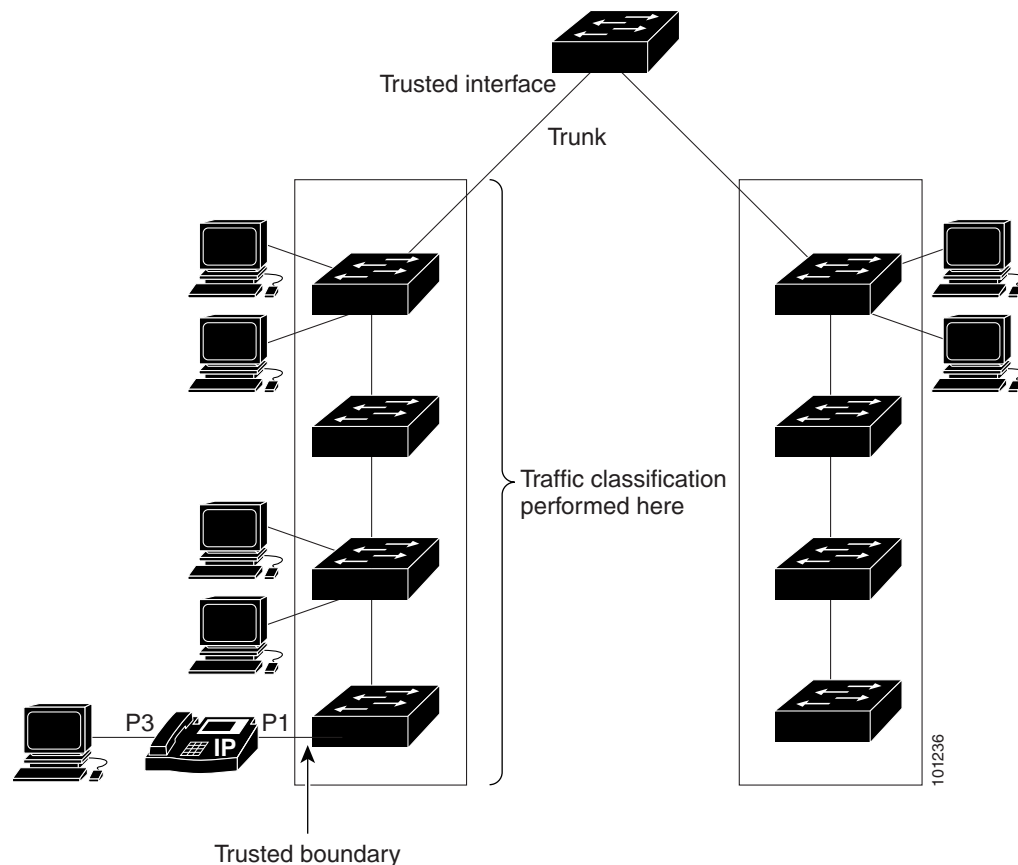 Trusted interface
Trunk
Traffic classification
performed here
P3
IP
P1
101236
Trusted boundary